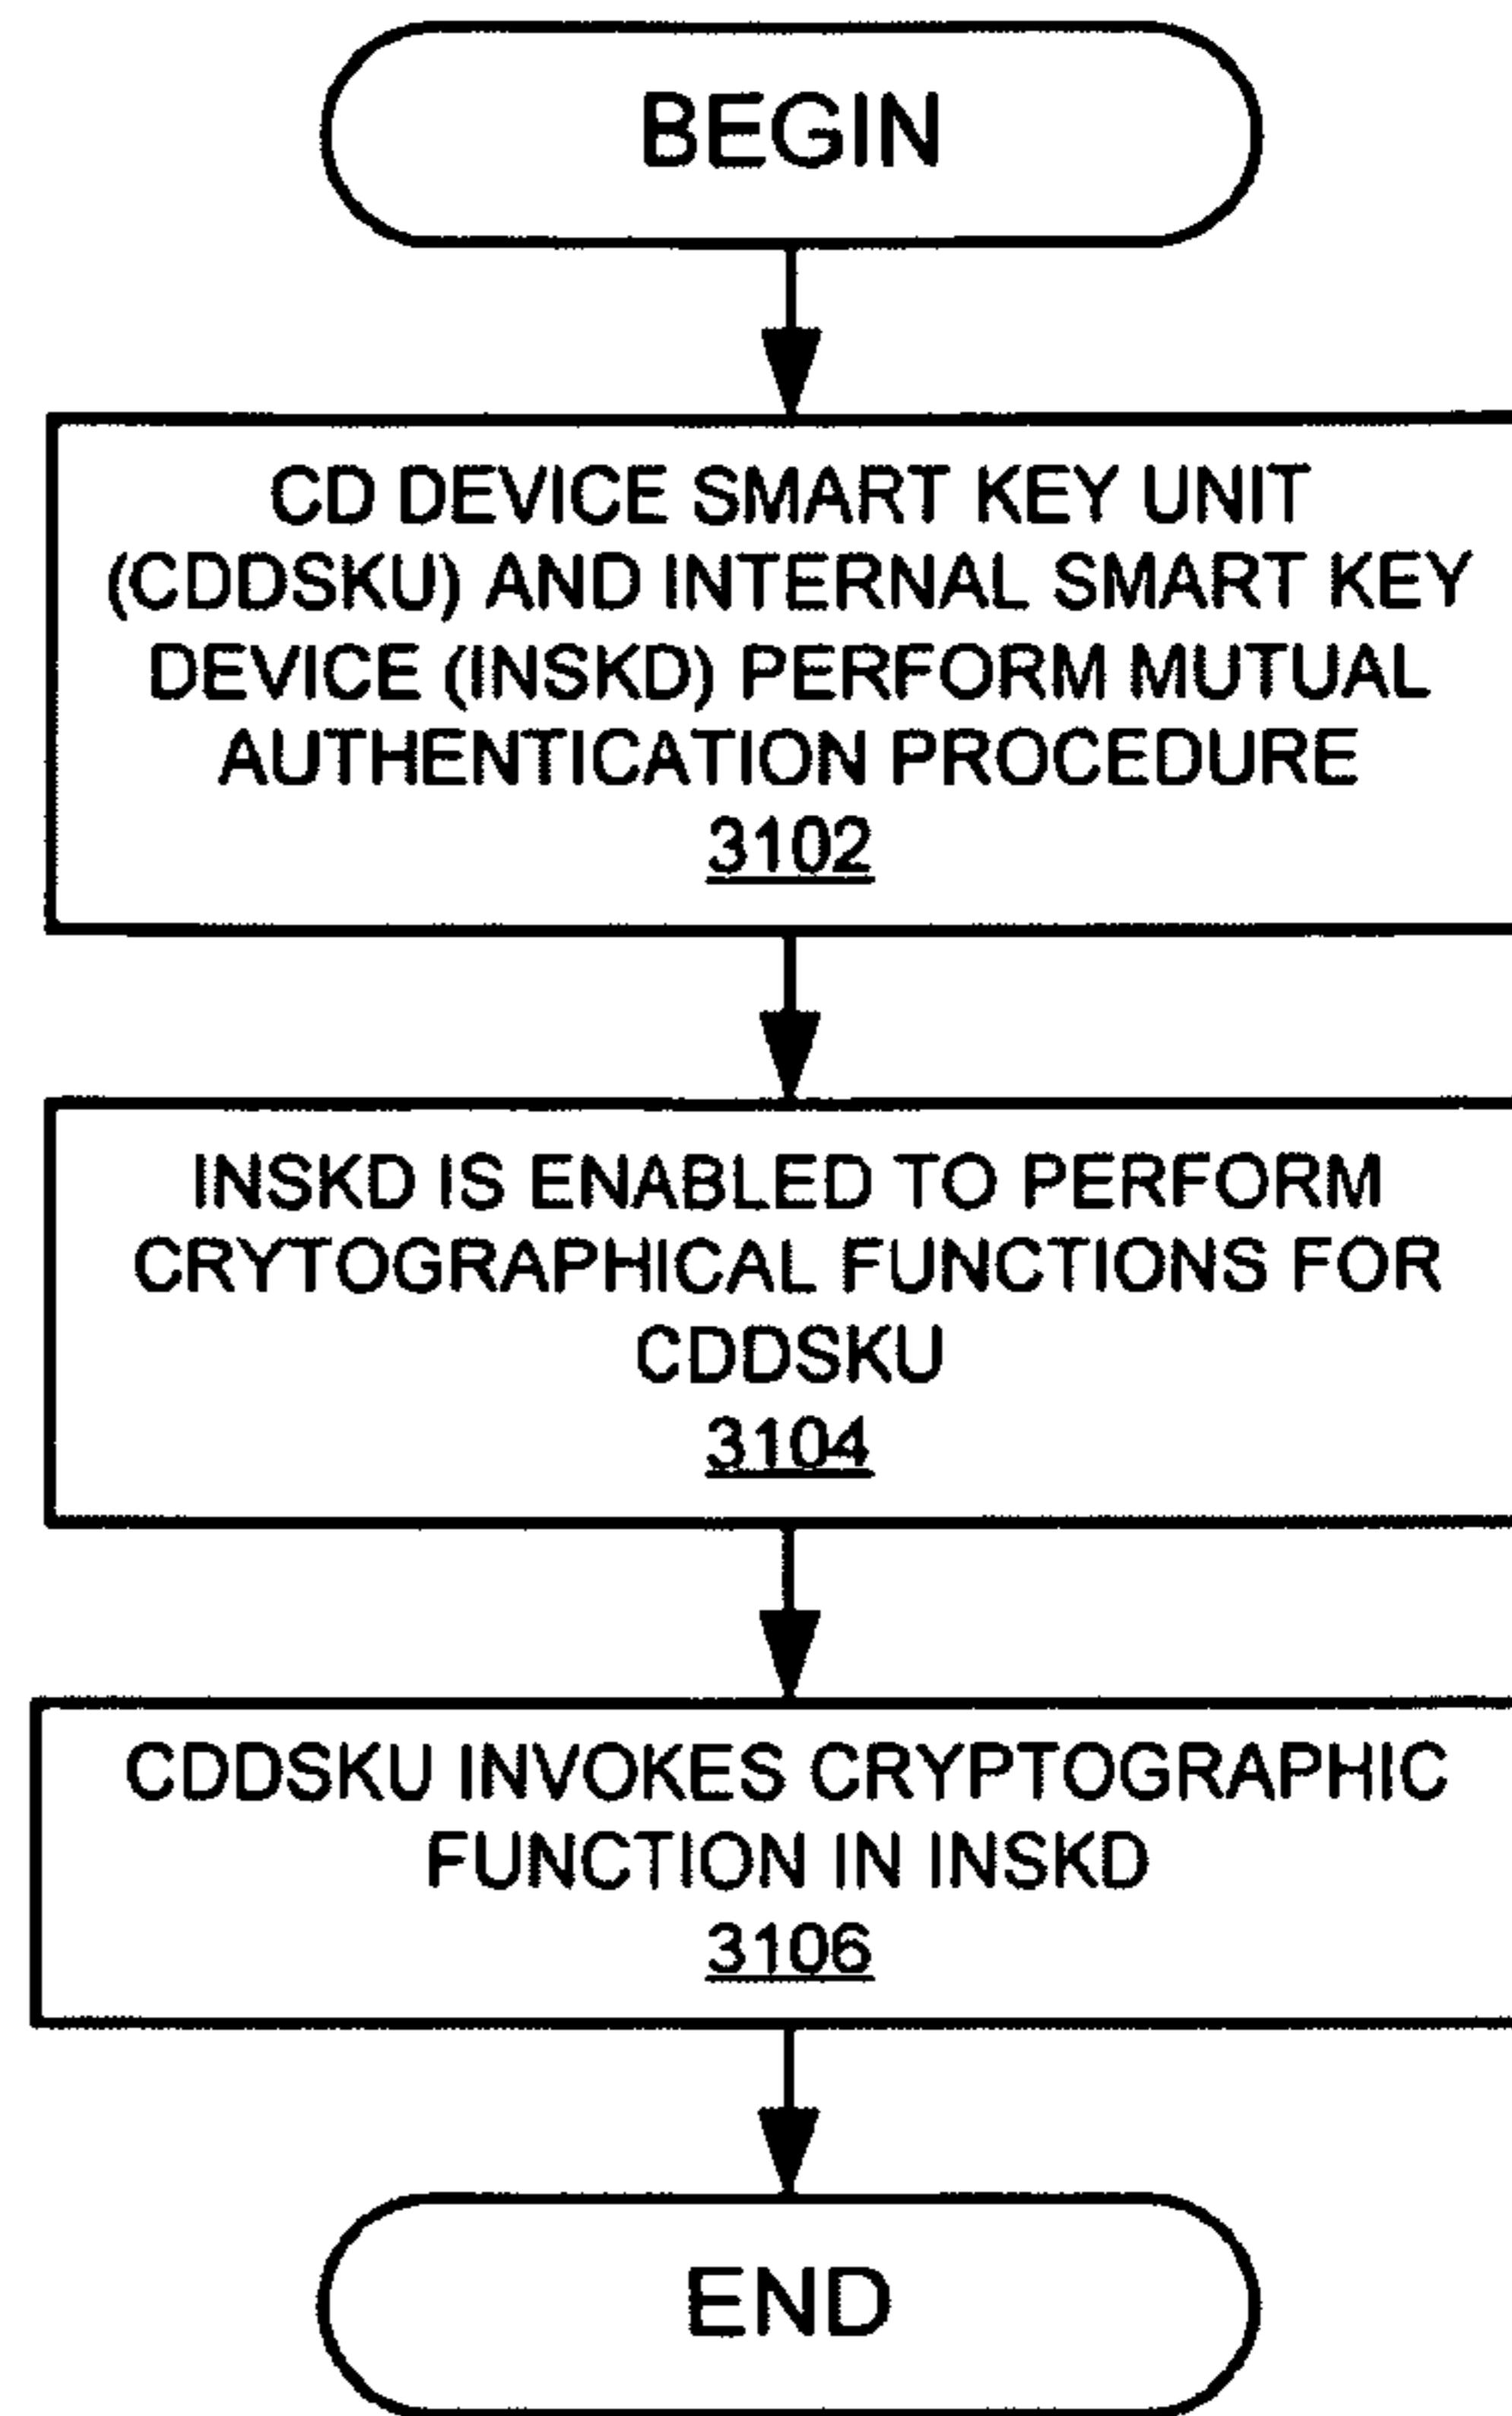 BEGIN
CD DEVICE SMART KEY UNIT
(CDDSKU) AND INTERNAL SMART KEY
DEVICE (INSKD) PERFORM MUTUAL
AUTHENTICATION PROCEDURE
3102
INSKD IS ENABLED TO PERFORM
CRYTOGRAPHICAL FUNCTIONS FOR
CDDSKU
3104
CDDSKU INVOKES CRYPTOGRAPHIC
FUNCTION IN INSKD
3106
END